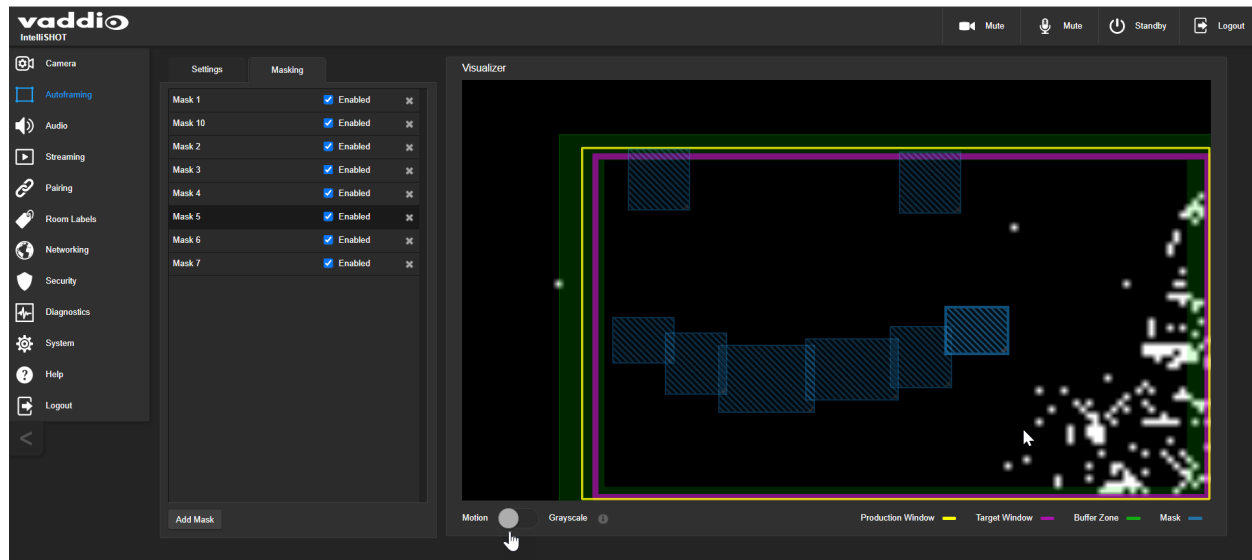 vaddio
IntelliSHOT
Mute
Mute
Standby
Logout
Camera
Autoframing
Audio
Streaming
Pairing
Room Labels
Networking
Security
Diagnostics
System
Help
Logout
<
Settings
Masking
Mask 1 Enabled
Mask 10 Enabled
Mask 2 Enabled
Mask 3 Enabled
Mask 4 Enabled
Mask 5 Enabled
Mask 6 Enabled
Mask 7 Enabled
Add Mask
Visualizer
Motion
Grayscale
Production Window
Target Window
Buffer Zone
Mask